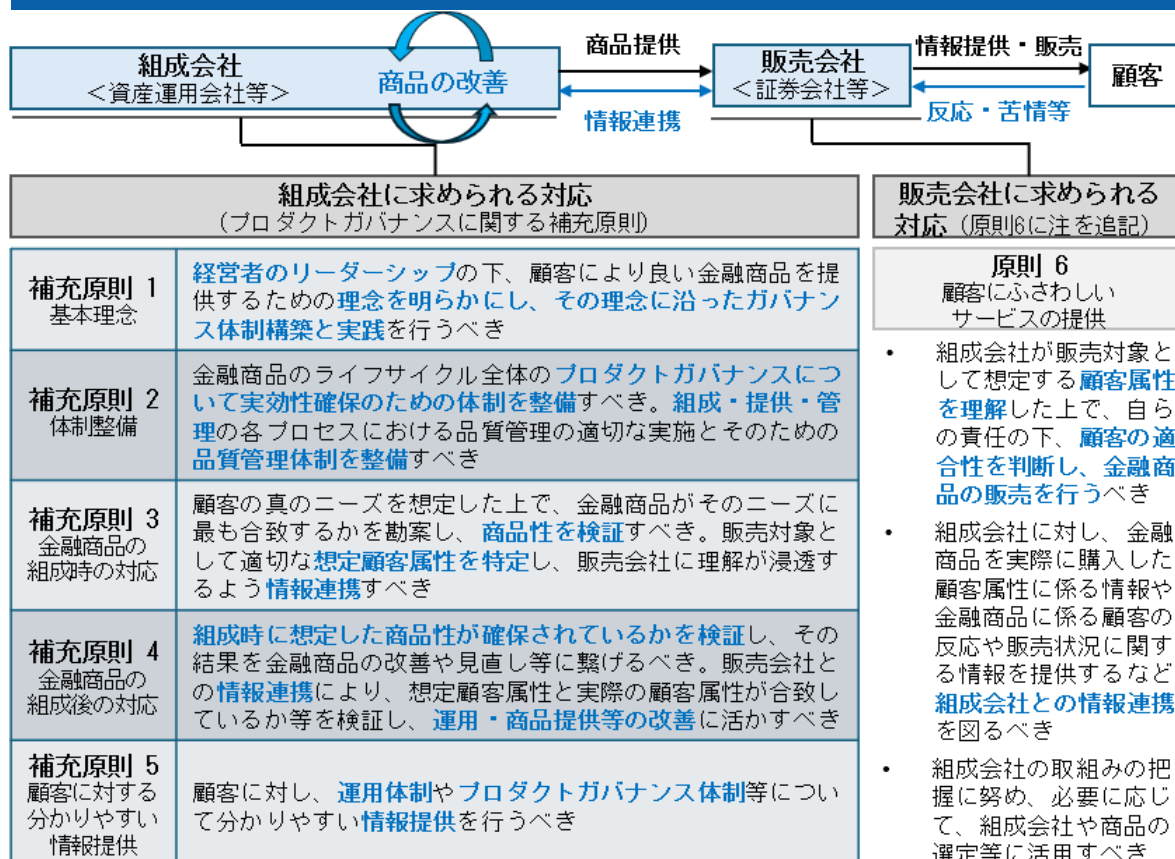 組成会社
＜資産運用会社等＞
商品の改善
商品提供
情報連携
販売会社
＜証券会社等＞
情報提供・販売
反応・苦情等
顧客
組成会社に求められる対応
（プロダクトガバナンスに関する補充原則）
補充原則 1
基本理念
経営者のリーダーシップの下、顧客により良い金融商品を提
供するための理念を明らかにし、その理念に沿ったガバナン
ス体制構築と実践を行うべき
補充原則 2
体制整備
金融商品のライフサイクル全体のプロダクトガバナンスにつ
いて実効性確保のための体制を整備すべき。組成・提供・管
理の各プロセスにおける品質管理の適切な実施とそのための
品質管理体制を整備すべき
補充原則 3
金融商品の
組成時の対応
顧客の真のニーズを想定した上で、金融商品がそのニーズに
最も合致するかを勘案し、商品性を検証すべき。販売対象と
して適切な想定顧客属性を特定し、販売会社に理解が浸透す
るよう情報連携すべき
補充原則 4
金融商品の
組成後の対応
組成時に想定した商品性が確保されているかを検証し、その
結果を金融商品の改善や見直し等に繋げるべき。販売会社と
の情報連携により、想定顧客属性と実際の顧客属性が合致し
ているか等を検証し、運用・商品提供等の改善に活かすべき
補充原則 5
顧客に対する
分かりやすい
情報提供
顧客に対し、運用体制やプロダクトガバナンス体制等につい
て分かりやすい情報提供を行うべき
販売会社に求められる
対応（原則6に注を追記）
原則 6
顧客にふさわしい
サービスの提供
• 組成会社が販売対象と
して想定する顧客属性
を理解した上で、自ら
の責任の下、顧客の適
合性を判断し、金融商
品の販売を行うべき
• 組成会社に対し、金融
商品を実際に購入した
顧客属性に係る情報や
金融商品に係る顧客の
反応や販売状況に関す
る情報を提供するなど
組成会社との情報連携
を図るべき
• 組成会社の取組みの把
握に努め、必要に応じ
て、組成会社や商品の
選定等に活用すべき